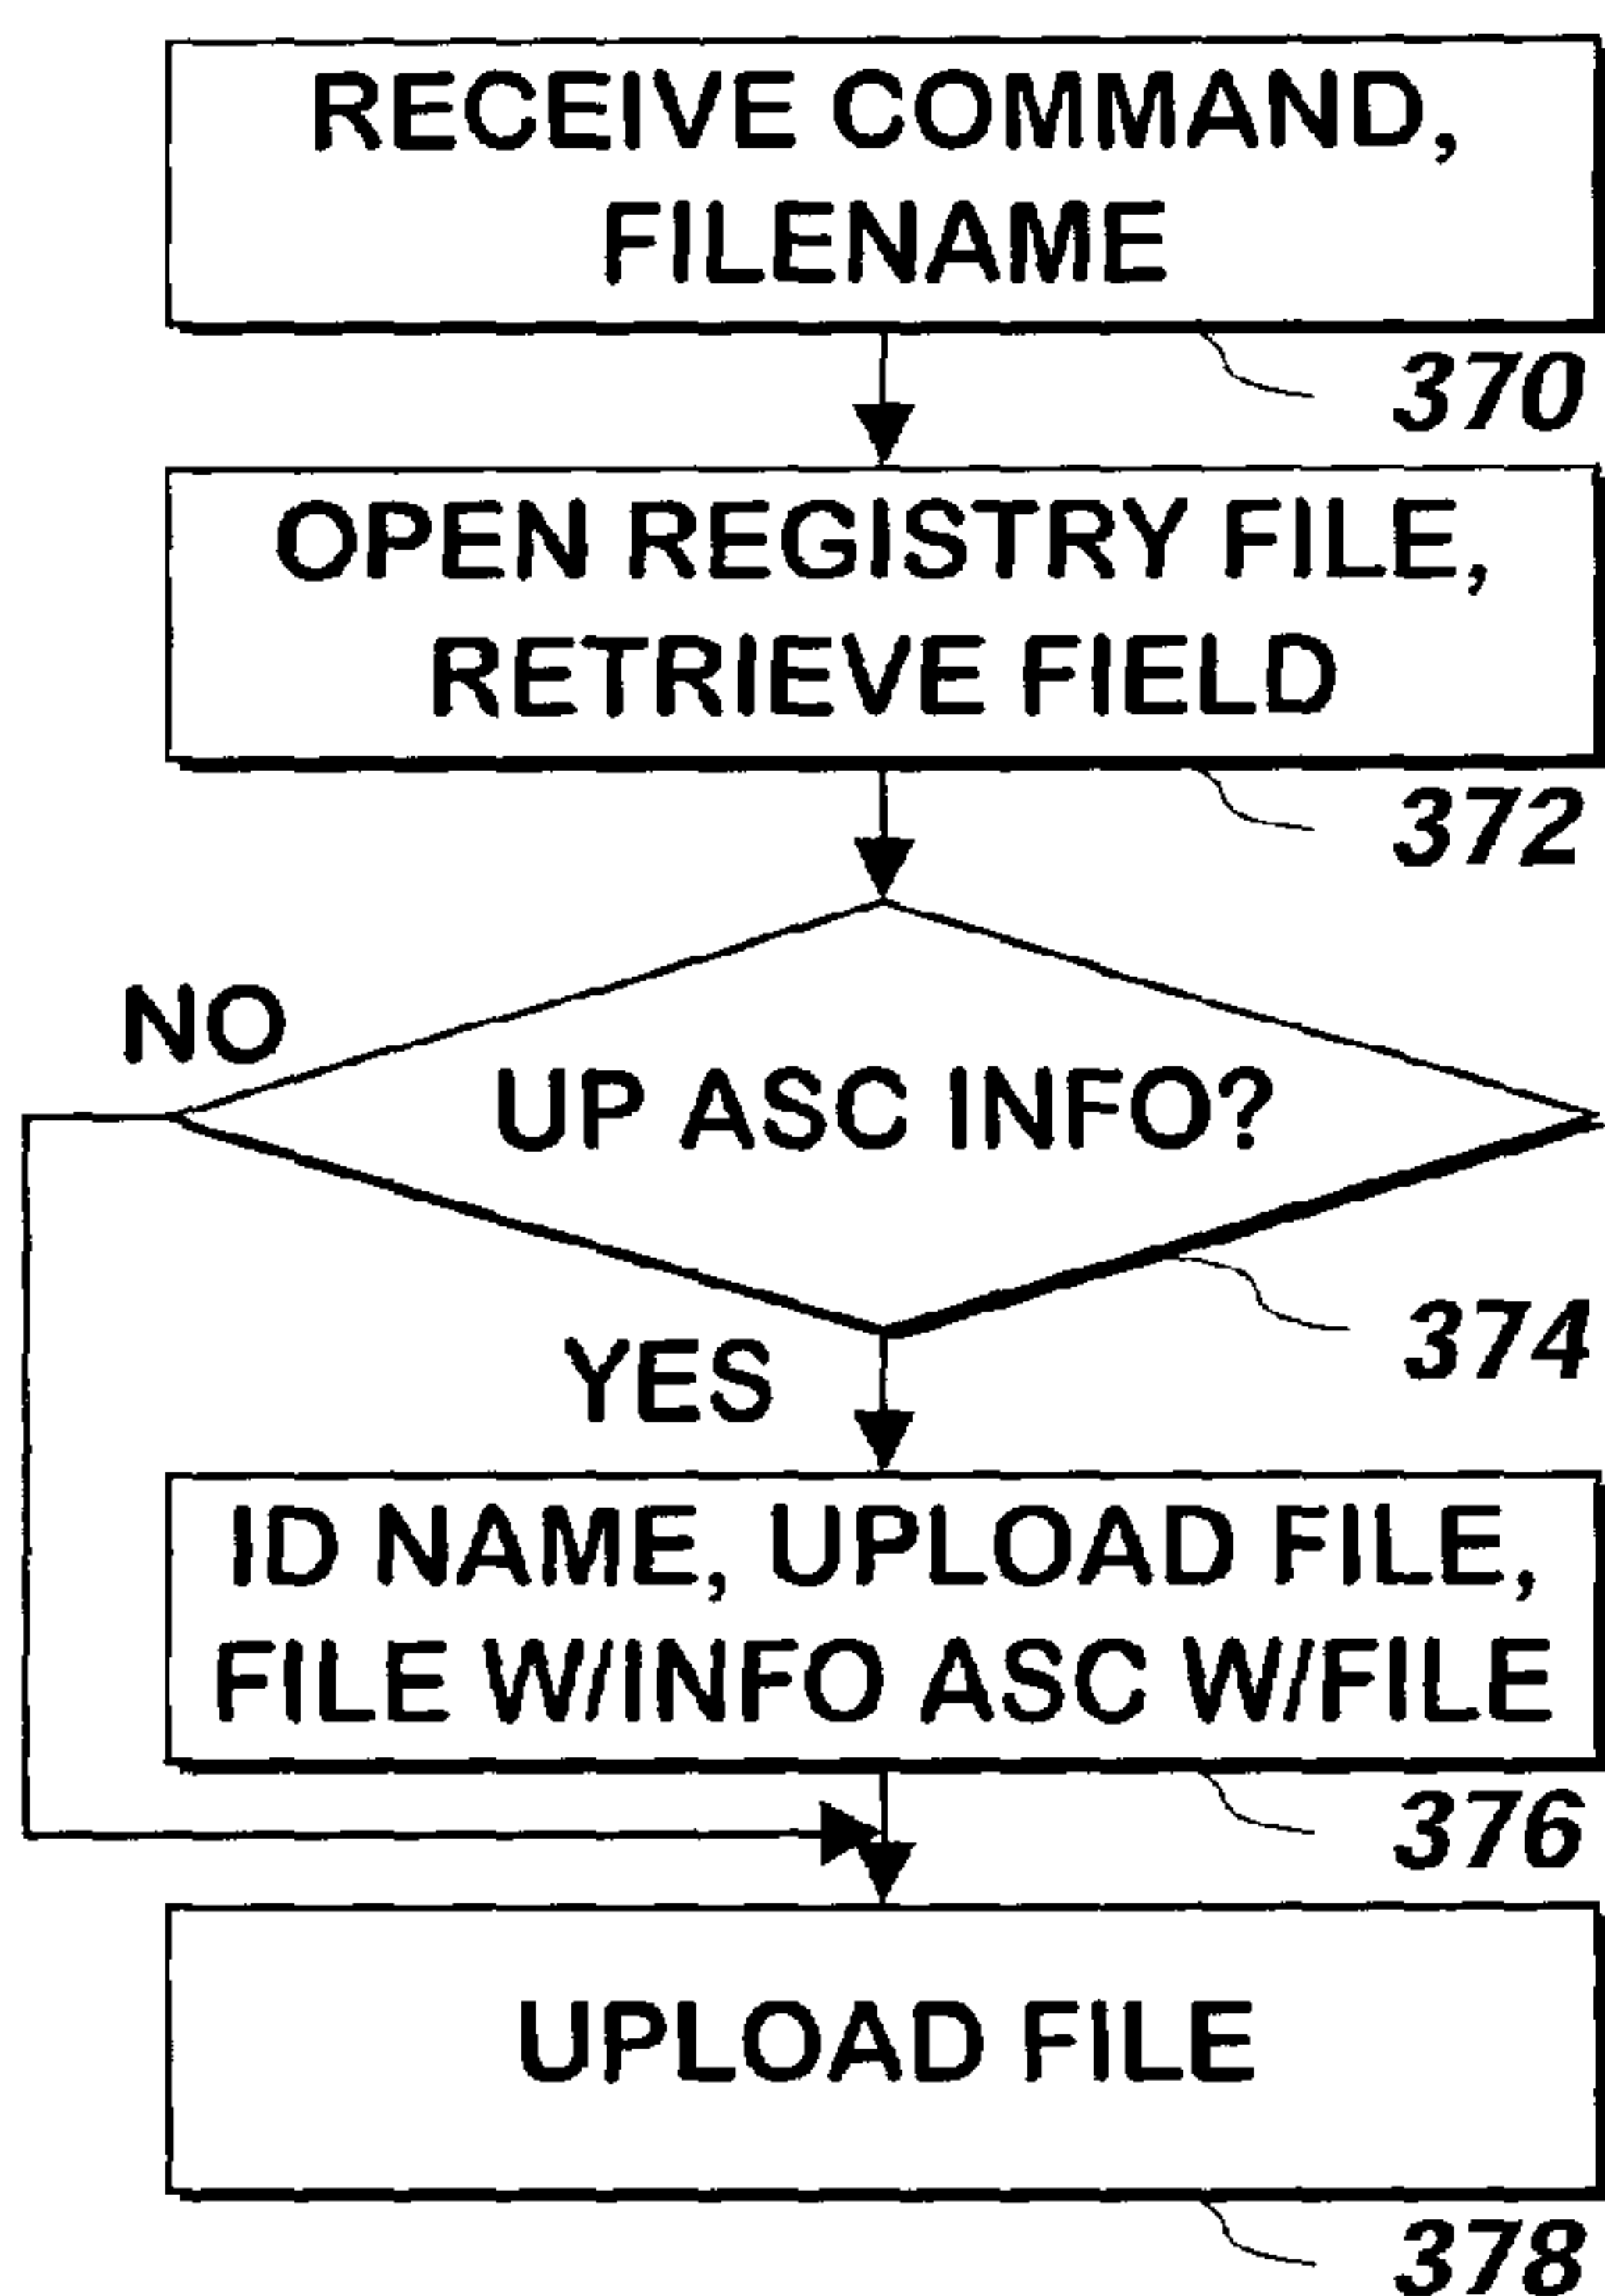 RECEIVE COMMAND,
FILENAME
370
OPEN REGISTRY FILE,
RETRIEVE FIELD
372
NO
UP ASC INFO?
374
YES
ID NAME, UPLOAD FILE,
FILE W/INFO ASC W/FILE
376
UPLOAD FILE
378